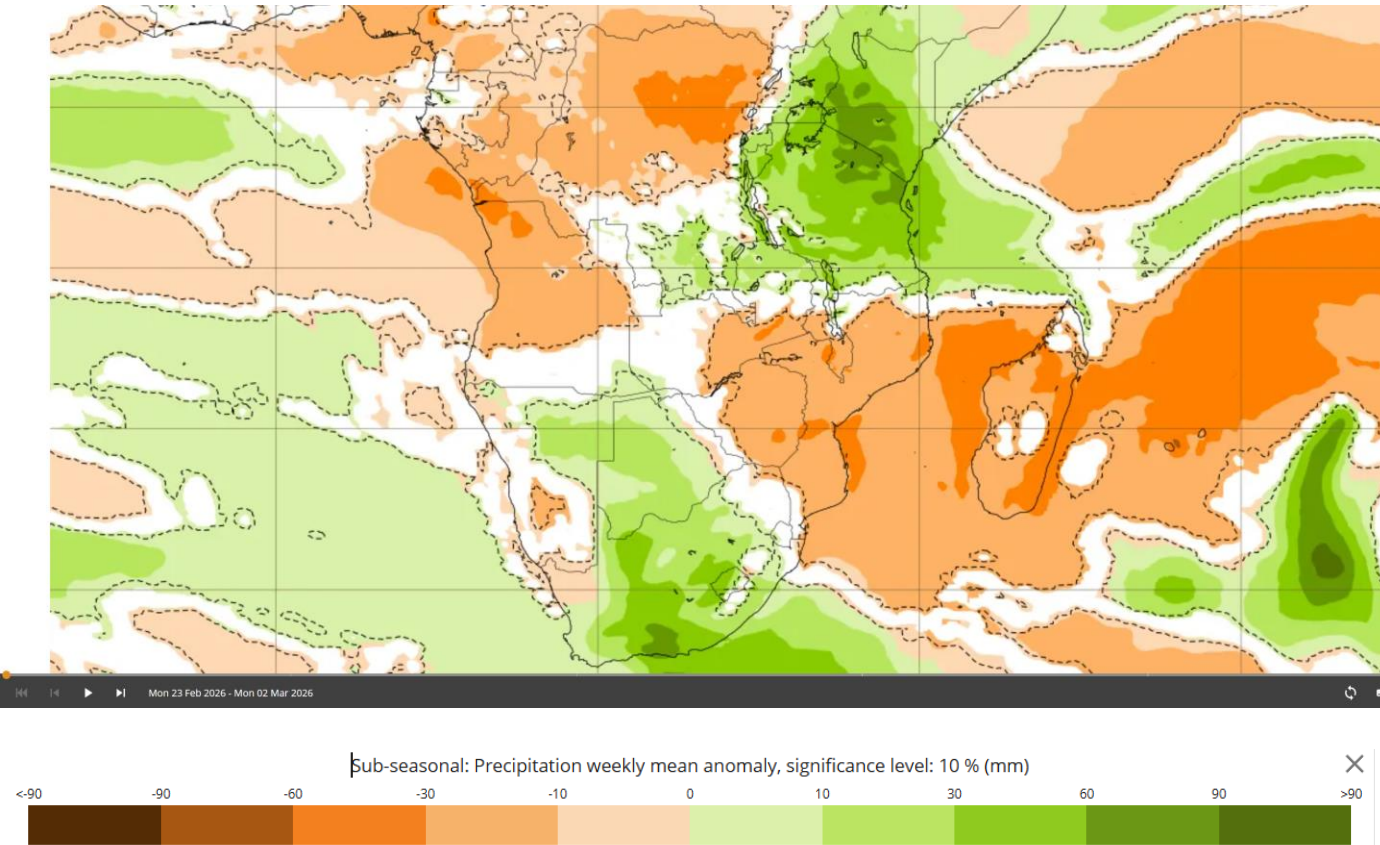 Mon 23 Feb 2026 - Mon 02 Mar 2026
Sub-seasonal: Precipitation weekly mean anomaly, significance level: 10 % (mm)
<-90 -90 -60 -30 -10 0 10 30 60 90 >90